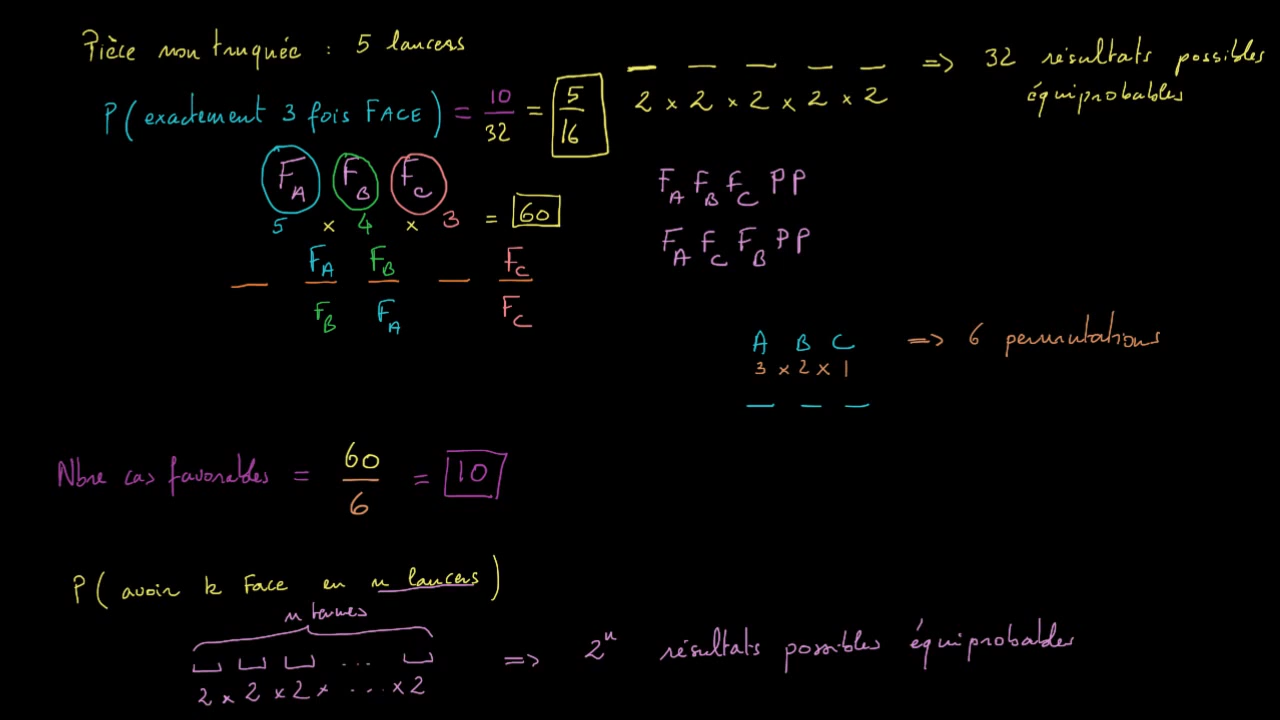 Pièce non truquée : 5 lancers
P(exactement 3 fois FACE) = 10/32 = 5/16
2 × 2 × 2 × 2 × 2 => 32 résultats possibles
équiprobables
F_A F_B F_C
5 × 4 × 3 = 60
F_A F_B F_C
F_B F_A F_C
F_A F_B F_C P P
F_A F_C F_B P P
A B C => 6 permutations
3 × 2 × 1
Nbre cas favorables = 60/6 = 10
P(avoir k Face en n lancers)
n termes
2 × 2 × 2 × ... × 2 => 2^n résultats possibles équiprobables